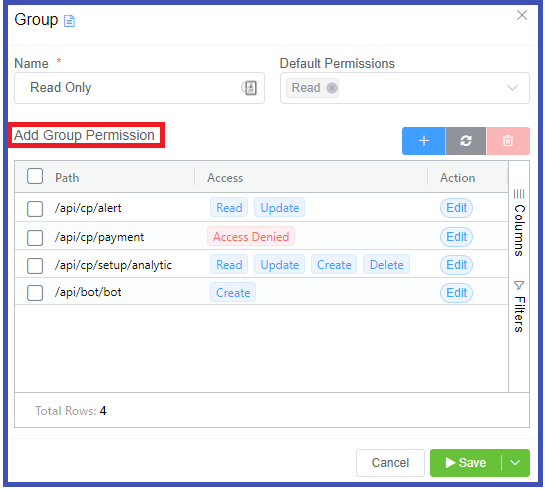 Group
Name * Default Permissions
Read Only Read
Add Group Permission
Path Access Action
/api/cp/alert Read Update Edit
/api/cp/payment Access Denied Edit
/api/cp/setup/analytic Read Update Create Delete Edit
/api/bot/bot Create Edit
Columns
Filters
Total Rows: 4
Cancel Save